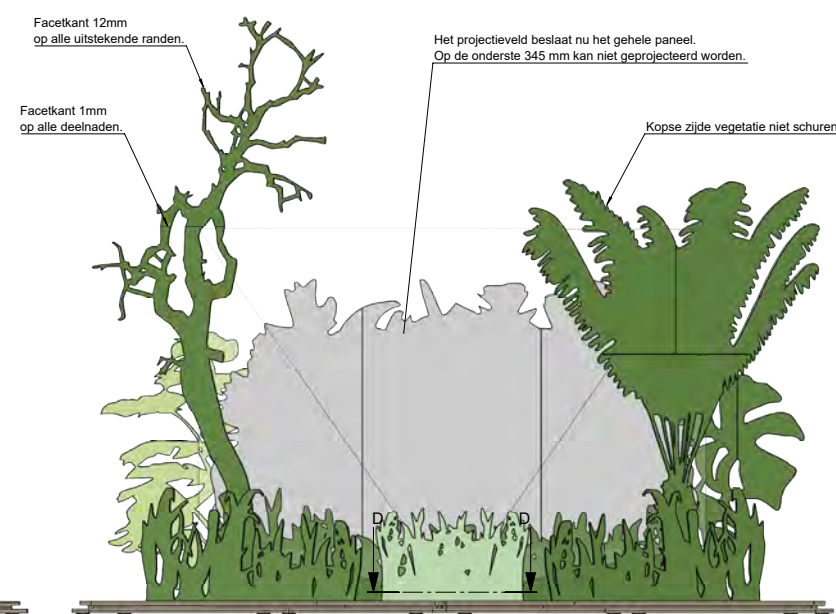 Facetkant 12mm
op alle uitstekende randen.
Het projectieveld beslaat nu het gehele paneel.
Op de onderste 345 mm kan niet geprojecteerd worden.
Facetkant 1mm
op alle deelnaden.
Kopse zijde vegetatie niet schuren
D
D